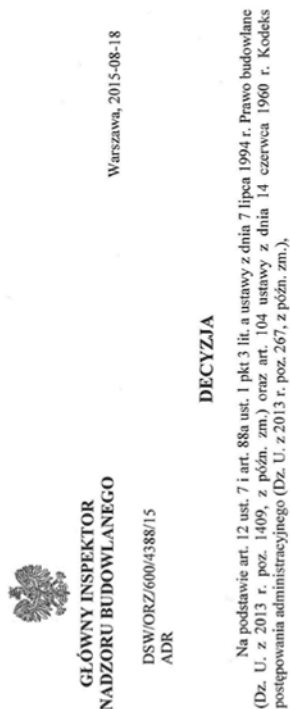 GŁÓWNY INSPEKTOR
NADZORU BUDOWLANEGO
Warszawa, 2015-08-18
DSW/ORZ/600/4388/15
ADR
DECYZJA
Na podstawie art. 12 ust. 7 i art. 88a ust. 1 pkt 3 lit. a ustawy z dnia 7 lipca 1994 r. Prawo budowlane
(Dz. U. z 2013 r. poz. 1409, z późn. zm.) oraz art. 104 ustawy z dnia 14 czerwca 1960 r. Kodeks
postępowania administracyjnego (Dz. U. z 2013 r. poz. 267, z późn. zm.),